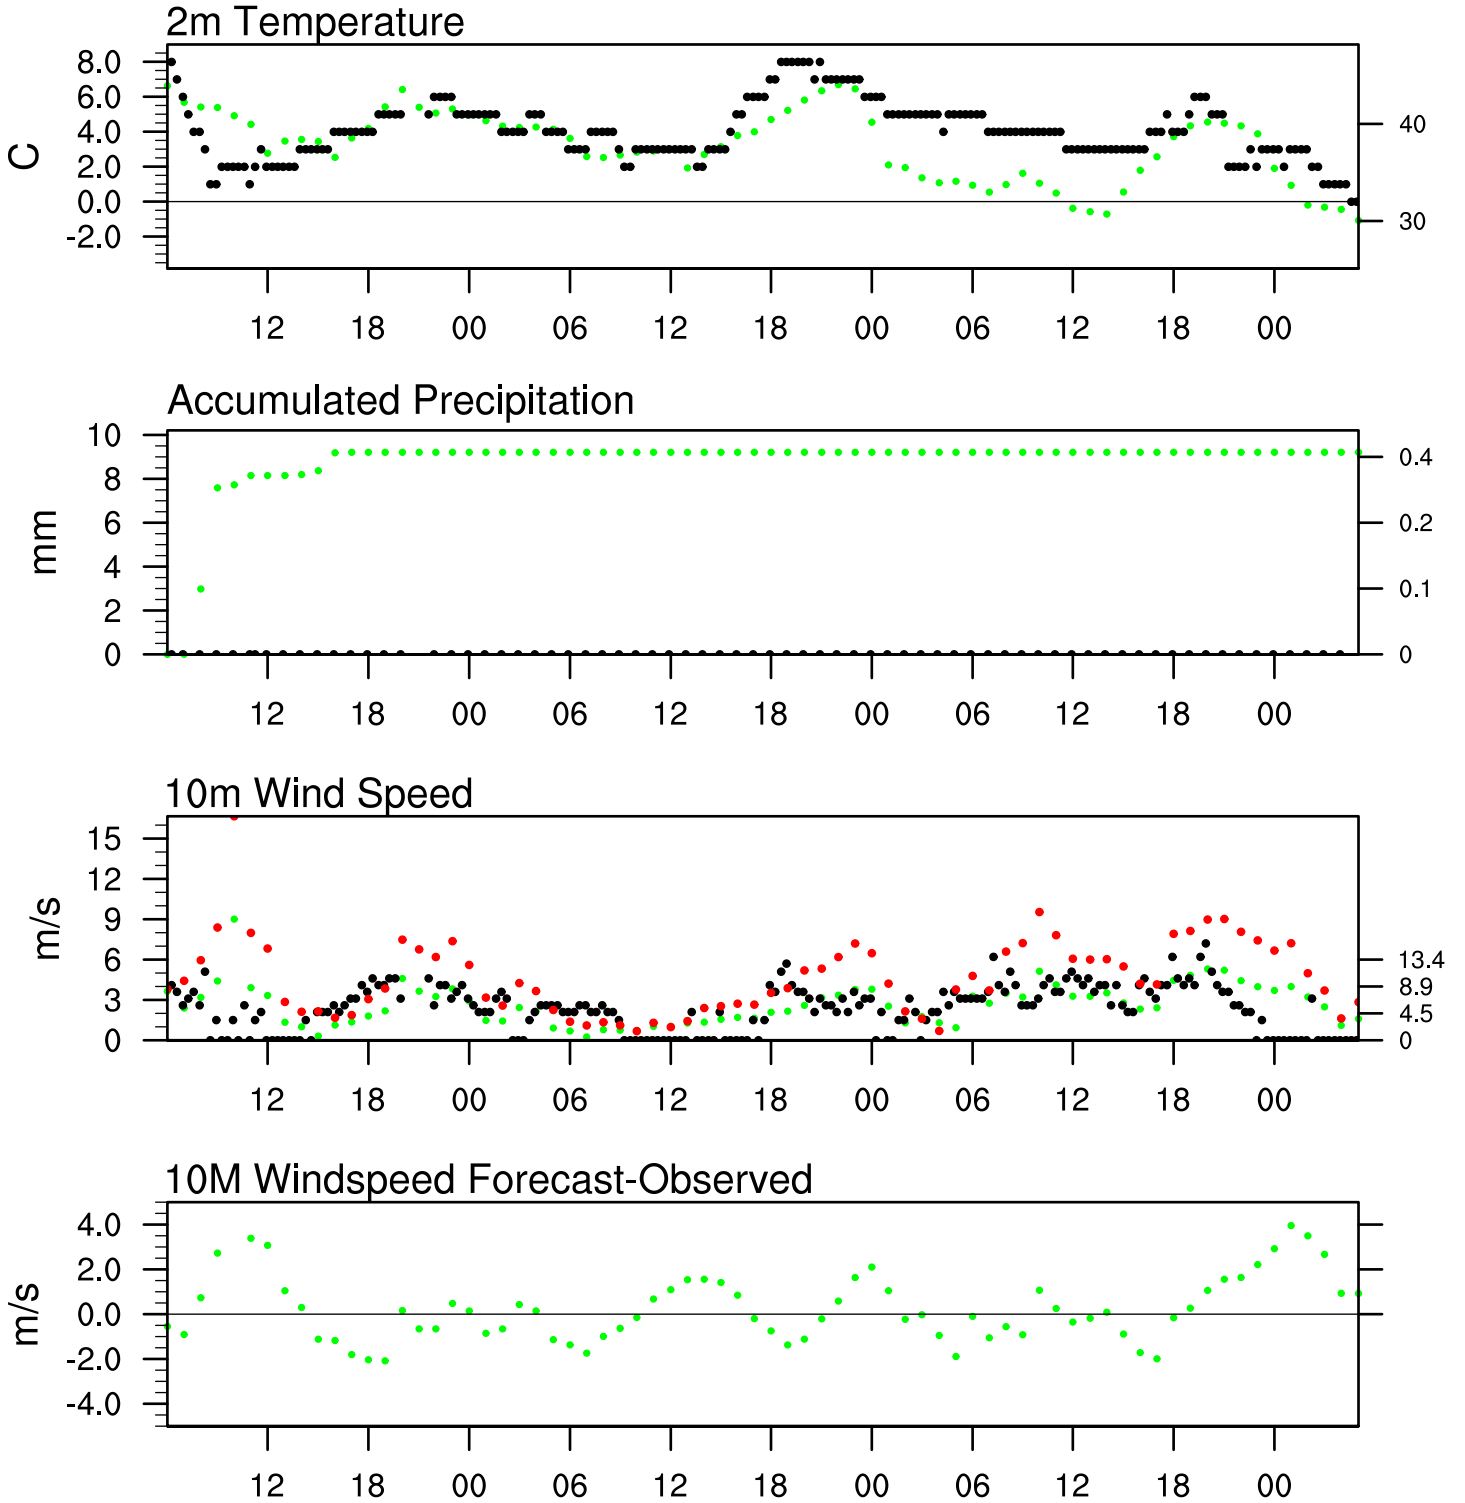 2m Temperature
8.0
6.0
4.0
2.0
0.0
-2.0
C
40
30
12 18 00 06 12 18 00 06 12 18 00
Accumulated Precipitation
10
8
6
4
2
0
mm
0.4
0.2
0.1
0
12 18 00 06 12 18 00 06 12 18 00
10m Wind Speed
15
12
9
6
3
0
m/s
13.4
8.9
4.5
0
12 18 00 06 12 18 00 06 12 18 00
10M Windspeed Forecast-Observed
4.0
2.0
0.0
-2.0
-4.0
m/s
12 18 00 06 12 18 00 06 12 18 00